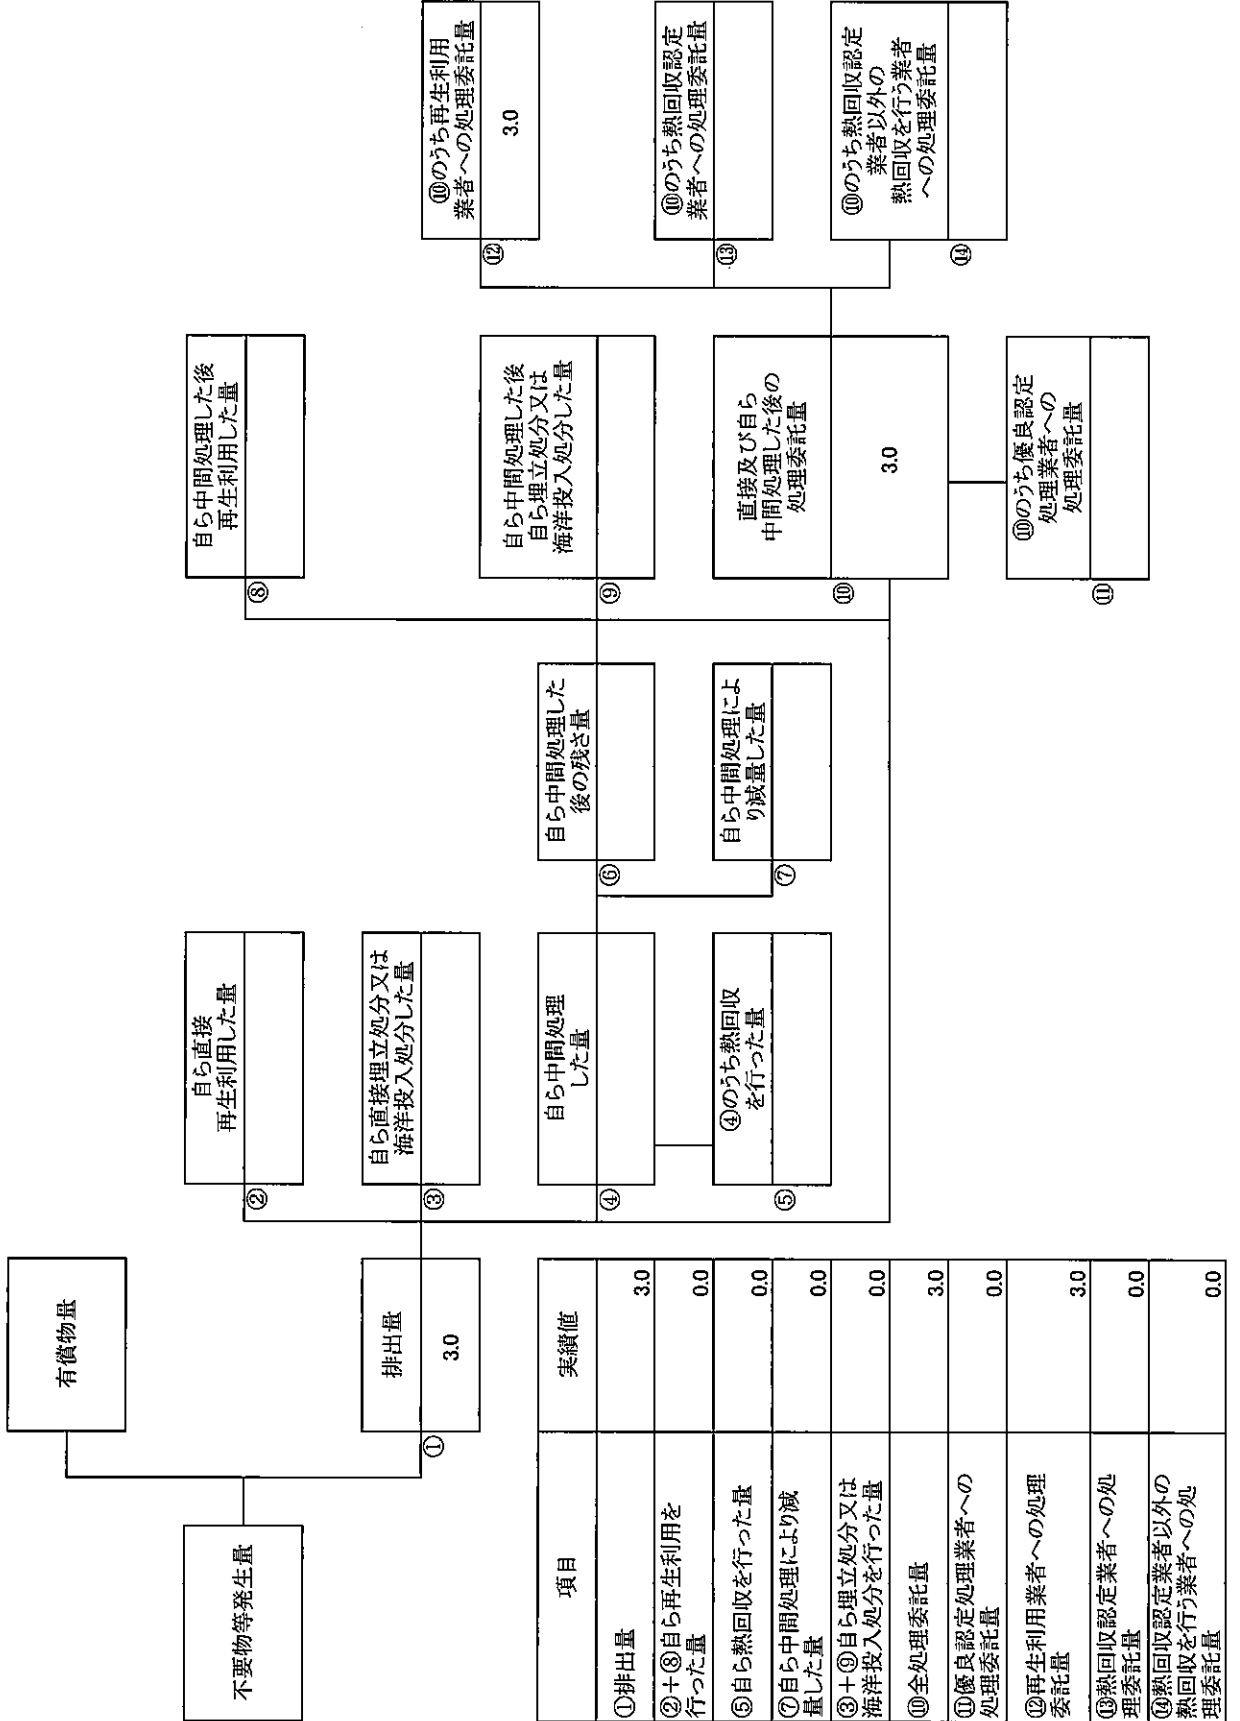 不要物等発生量
有償物量
排出量
①
3.0
自ら直接
再生利用した量
②
自ら直接埋立処分又は
海洋投入処分した量
③
自ら中間処理
した量
④
④のうち熱回収
を行った量
⑤
自ら中間処理した
後の残さ量
⑥
自ら中間処理によ
り減量した量
⑦
自ら中間処理した後
再生利用した量
⑧
自ら中間処理した後
自ら埋立処分又は
海洋投入処分した量
⑨
直接及び自ら
中間処理した後の
処理委託量
⑩
3.0
⑩のうち優良認定
処理業者への
処理委託量
⑪
⑩のうち再生利用
業者への処理委託量
⑫
3.0
⑩のうち熱回収認定
業者への処理委託量
⑬
⑩のうち熱回収認定
業者以外の
熱回収を行う業者
への処理委託量
⑭
項目 実績値
①排出量 3.0
②+⑧自ら再生利用を
行った量 0.0
⑤自ら熱回収を行った量 0.0
⑦自ら中間処理により減
量した量 0.0
③+⑨自ら埋立処分又は
海洋投入処分を行った量 0.0
⑩全処理委託量 3.0
⑪優良認定処理業者への
処理委託量 0.0
⑫再生利用業者への処理
委託量 3.0
⑬熱回収認定業者への処
理委託量 0.0
⑭熱回収認定業者以外の
熱回収を行う業者への処
理委託量 0.0